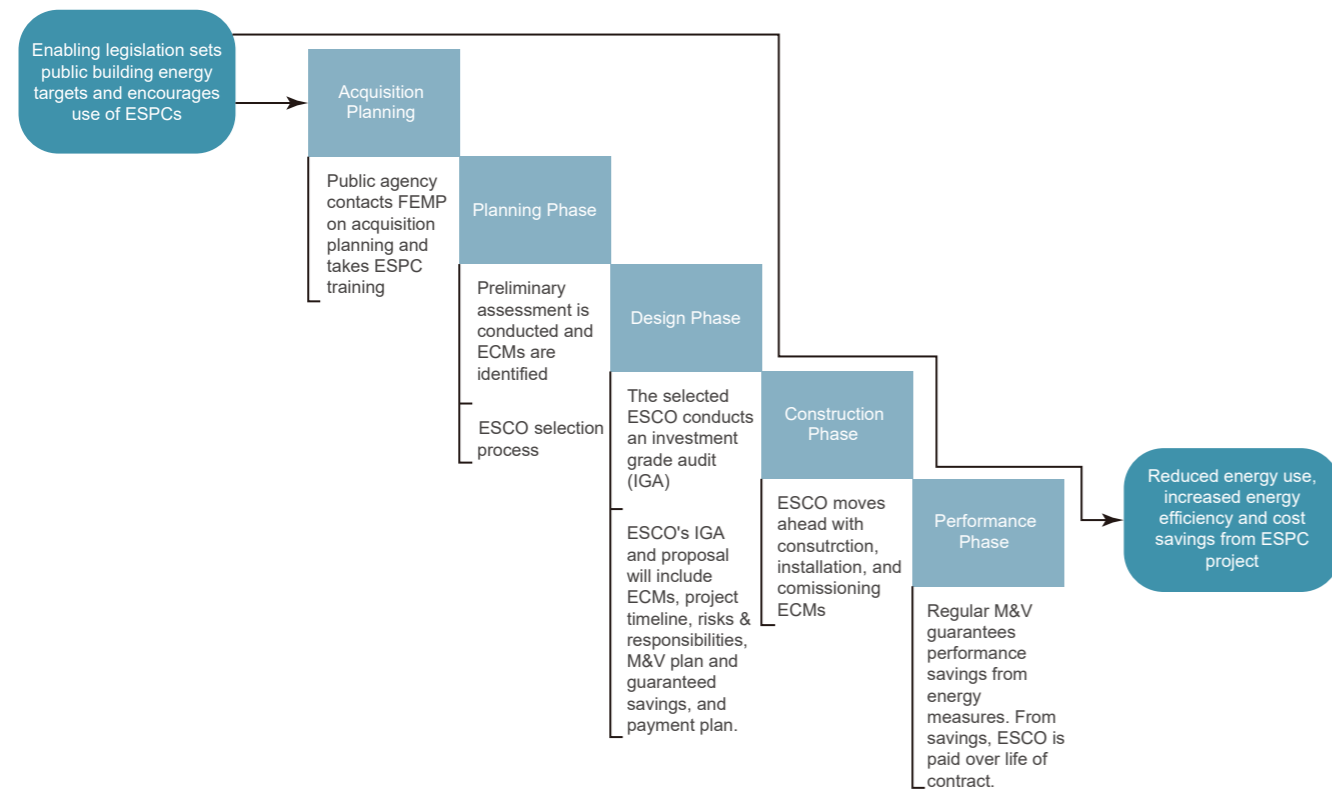 Enabling legislation sets
public building energy
targets and encourages
use of ESPCs
Acquisition
Planning
Public agency
contacts FEMP
on acquisition
planning and
takes ESPC
training
Planning Phase
Preliminary
assessment is
conducted and
ECMs are
identified
ESCO selection
process
Design Phase
The selected
ESCO conducts
an investment
grade audit
(IGA)
ESCO's IGA
and proposal
will include
ECMs, project
timeline, risks &
responsibilities,
M&V plan and
guaranteed
savings, and
payment plan.
Construction
Phase
ESCO moves
ahead with
consutrction,
installation, and
comissioning
ECMs
Performance
Phase
Regular M&V
guarantees
performance
savings from
energy
measures. From
savings, ESCO is
paid over life of
contract.
Reduced energy use,
increased energy
efficiency and cost
savings from ESPC
project